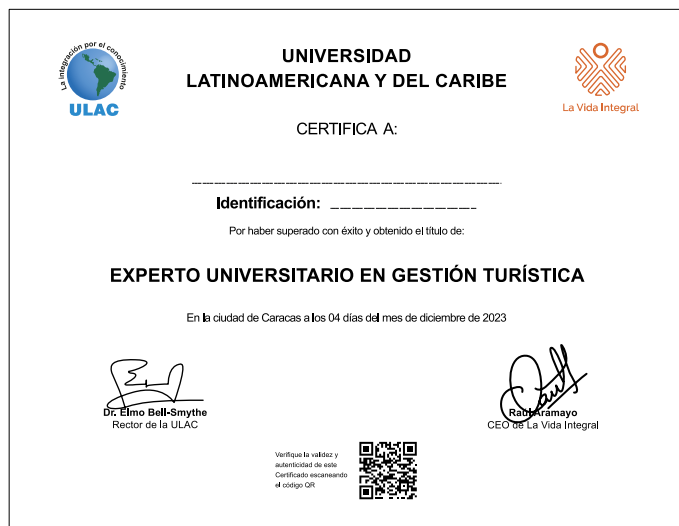 La integración por el conocimiento
ULAC
UNIVERSIDAD
LATINOAMERICANA Y DEL CARIBE
La Vida Integral
CERTIFICA A:
Identificación:
Por haber superado con éxito y obtenido el título de:
EXPERTO UNIVERSITARIO EN GESTIÓN TURÍSTICA
En la ciudad de Caracas a los 04 días del mes de diciembre de 2023
Dr. Elmo Bell-Smythe
Rector de la ULAC
Raúl Aramayo
CEO de La Vida Integral
Verifique la validez y
autenticidad de este
Certificado escaneando
el código QR